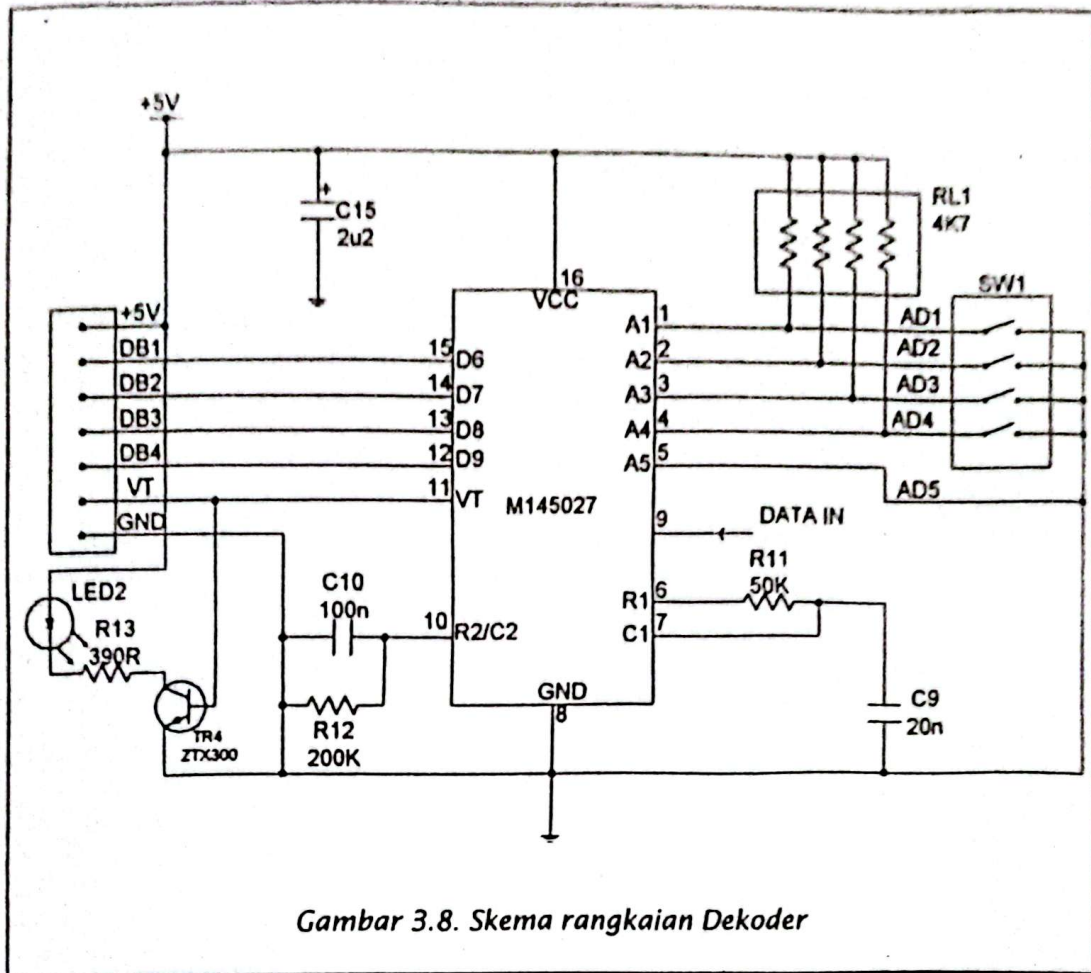 +5V
C15
2u2
+
RL1
4K7
16
VCC
SW1
+5V
DB1
DB2
DB3
DB4
VT
GND
15
14
13
12
11
D6
D7
D8
D9
VT
M145027
A1
A2
A3
A4
A5
1
2
3
4
5
AD1
AD2
AD3
AD4
AD5
9
DATA IN
R11
50K
R1
6
C1
7
LED2
R13
390R
C10
100n
10
R2/C2
GND
8
R12
200K
TR4
ZTX300
C9
20n
Gambar 3.8. Skema rangkaian Dekoder